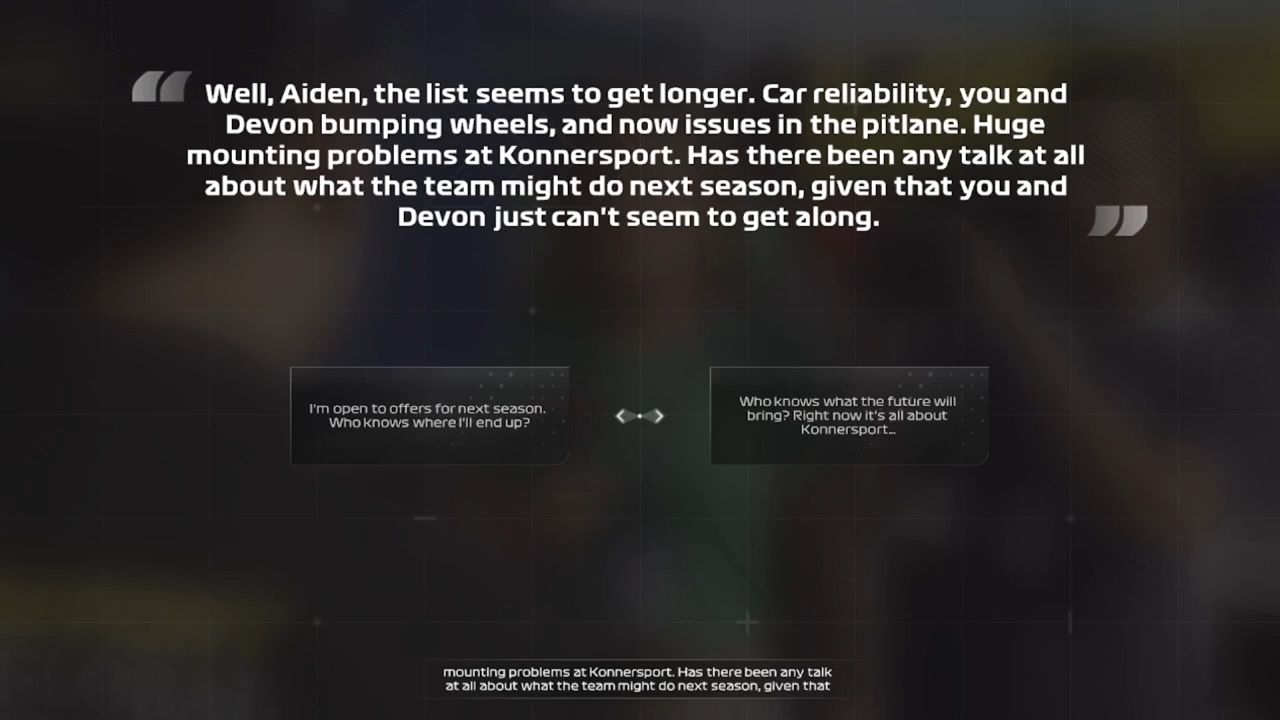 Well, Aiden, the list seems to get longer. Car reliability, you and
Devon bumping wheels, and now issues in the pitlane. Huge
mounting problems at Konnersport. Has there been any talk at all
about what the team might do next season, given that you and
Devon just can't seem to get along.
I'm open to offers for next season.
Who knows where I'll end up?
Who knows what the future will
bring? Right now it's all about
Konnersport...
mounting problems at Konnersport. Has there been any talk
at all about what the team might do next season, given that